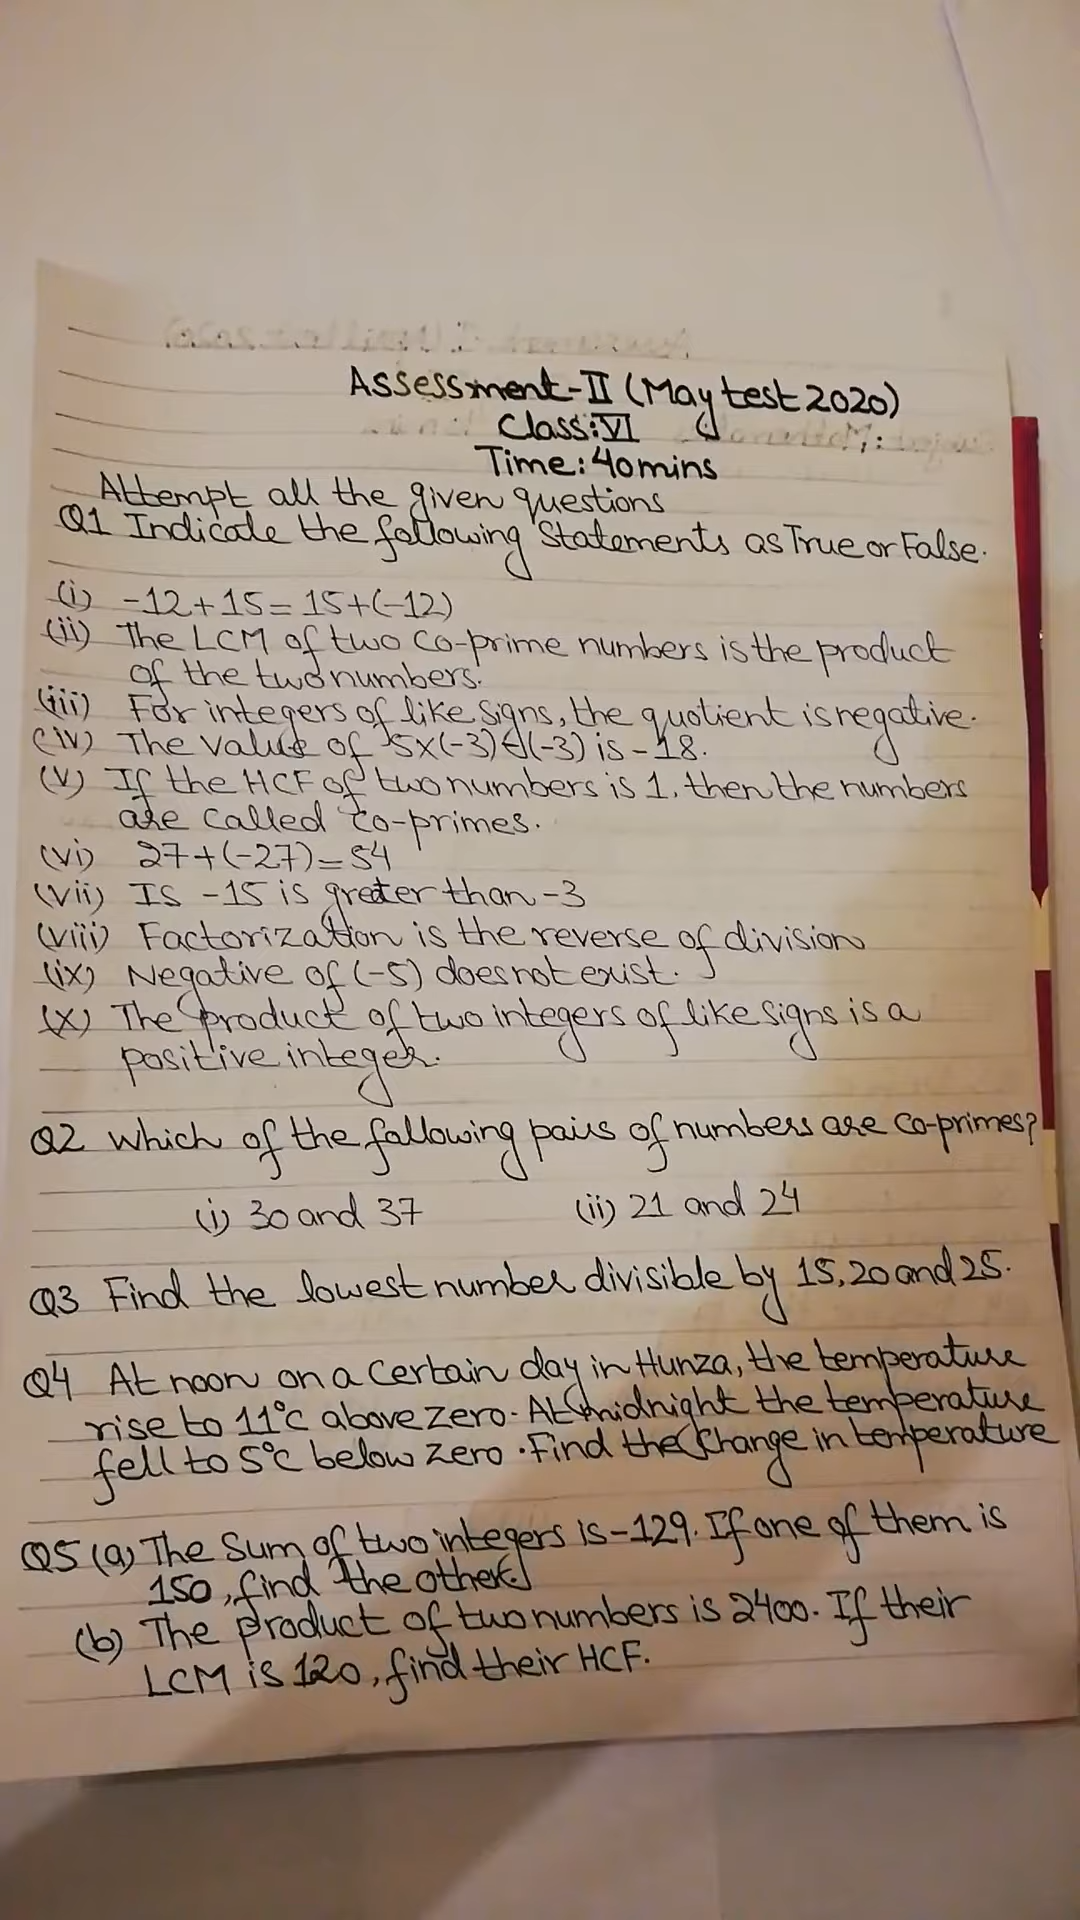 Assessment-II (May test 2020)
Class:VI
Time:40mins
Attempt all the given questions
Q1 Indicate the following Statements as True or False.
(i) -12+15=15+(-12)
(ii) The LCM of two co-prime numbers is the product
of the two numbers.
(iii) For integers of like signs, the quotient is negative.
(iv) The value of 5x(-3) (-3) is -18.
(v) If the HCF of two numbers is 1, then the numbers
are called co-primes.
(vi) 27+(-27)=54
(vii) Is -15 is greter than -3
(viii) Factorization is the reverse of division
(ix) Negative of (-5) does not exist.
(x) The product of two integers of like signs is a
positive integer.
Q2 which of the following pairs of numbers are co-primes?
(i) 30 and 37 (ii) 21 and 24
Q3 Find the lowest number divisible by 15,20 and 25.
Q4 At noon on a certain day in Hunza, the temperature
rise to 11°c above zero. At midnight the temperature
fell to 5°c below zero. Find the change in temperature
Q5 (a) The sum of two integers is -129. If one of them is
150, find the other.
(b) The product of two numbers is 2400. If their
LCM is 120, find their HCF.